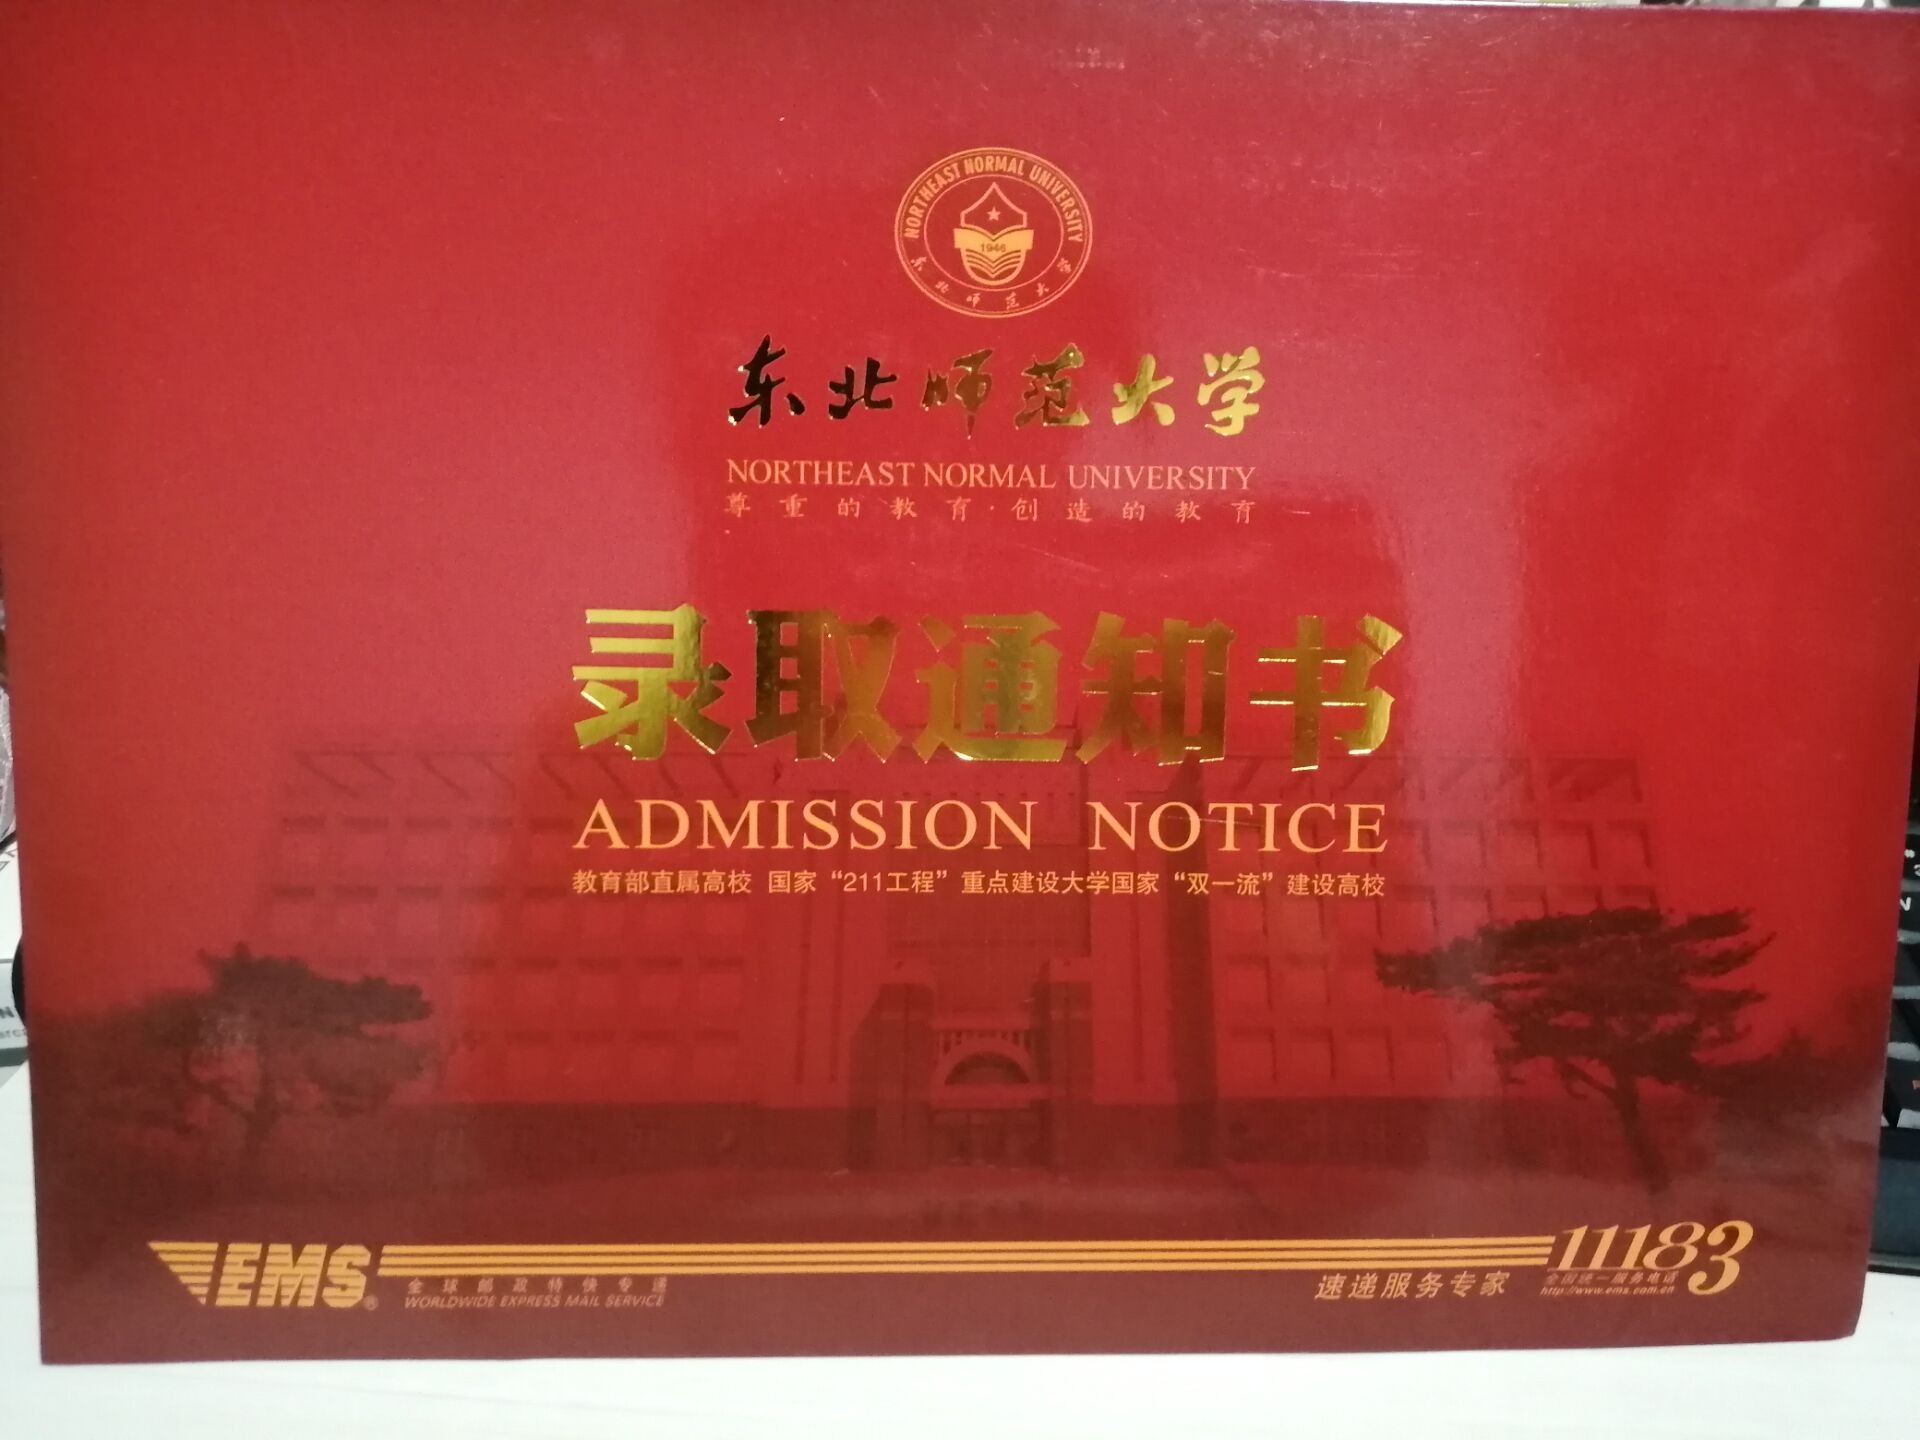 NORTHEAST NORMAL UNIVERSITY
1946
东北师范大学
东北师范大学
NORTHEAST NORMAL UNIVERSITY
尊重的教育·创造的教育
录取通知书
ADMISSION NOTICE
教育部直属高校 国家“211工程”重点建设大学国家“双一流”建设高校
EMS®
全球邮政特快专递
WORLDWIDE EXPRESS MAIL SERVICE
速递服务专家
11183
全国统一服务电话
http://www.ems.com.cn